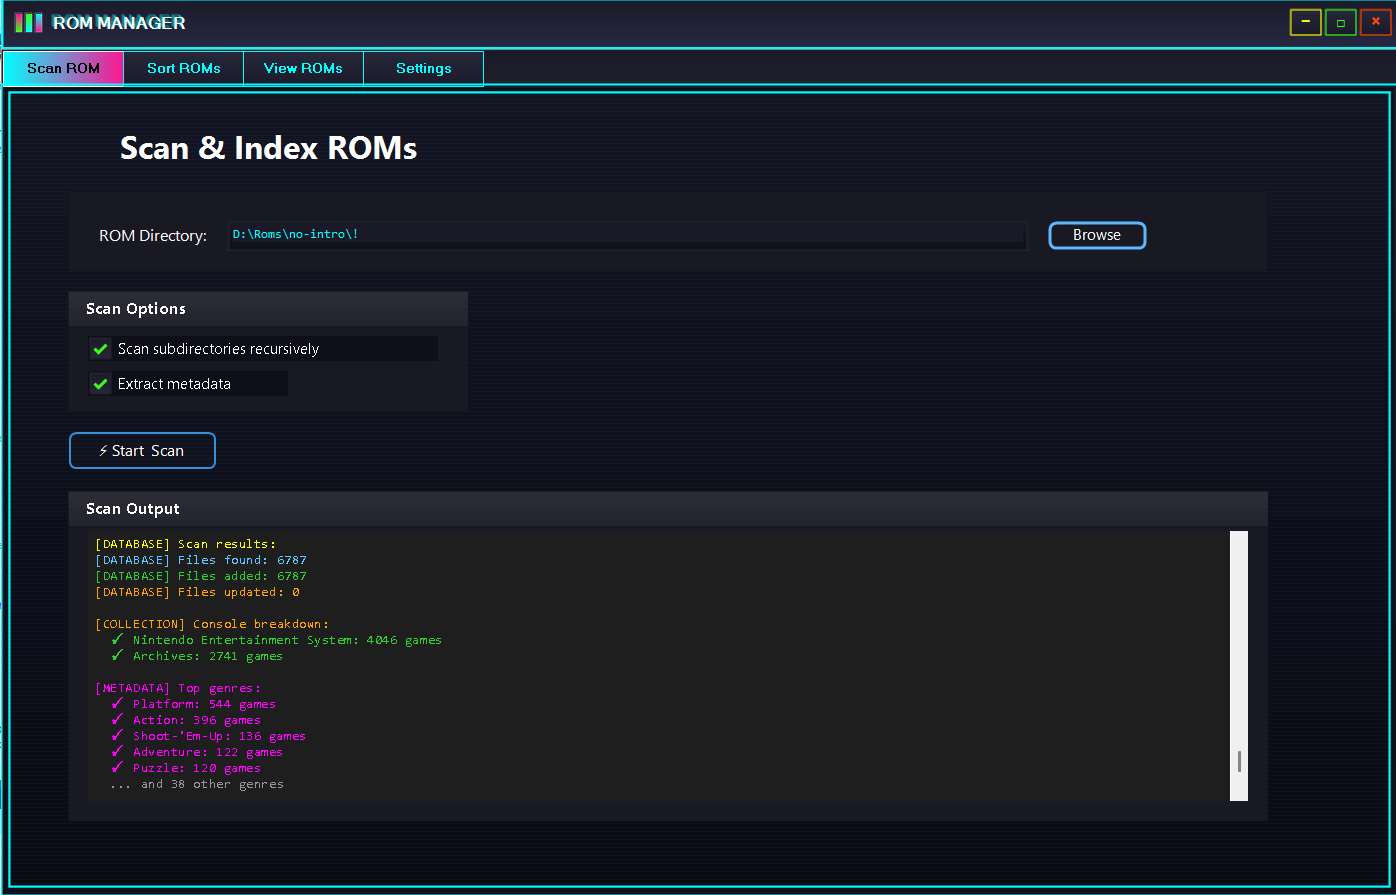 ROM MANAGER
Scan ROM
Sort ROMs
View ROMs
Settings
Scan & Index ROMs
ROM Directory:
D:\Roms\no-intro\!
Browse
Scan Options
Scan subdirectories recursively
Extract metadata
⚡Start Scan
Scan Output
[DATABASE] Scan results:
[DATABASE] Files found: 6787
[DATABASE] Files added: 6787
[DATABASE] Files updated: 0
[COLLECTION] Console breakdown:
✓ Nintendo Entertainment System: 4046 games
✓ Archives: 2741 games
[METADATA] Top genres:
✓ Platform: 544 games
✓ Action: 396 games
✓ Shoot-'Em-Up: 136 games
✓ Adventure: 122 games
✓ Puzzle: 120 games
... and 38 other genres